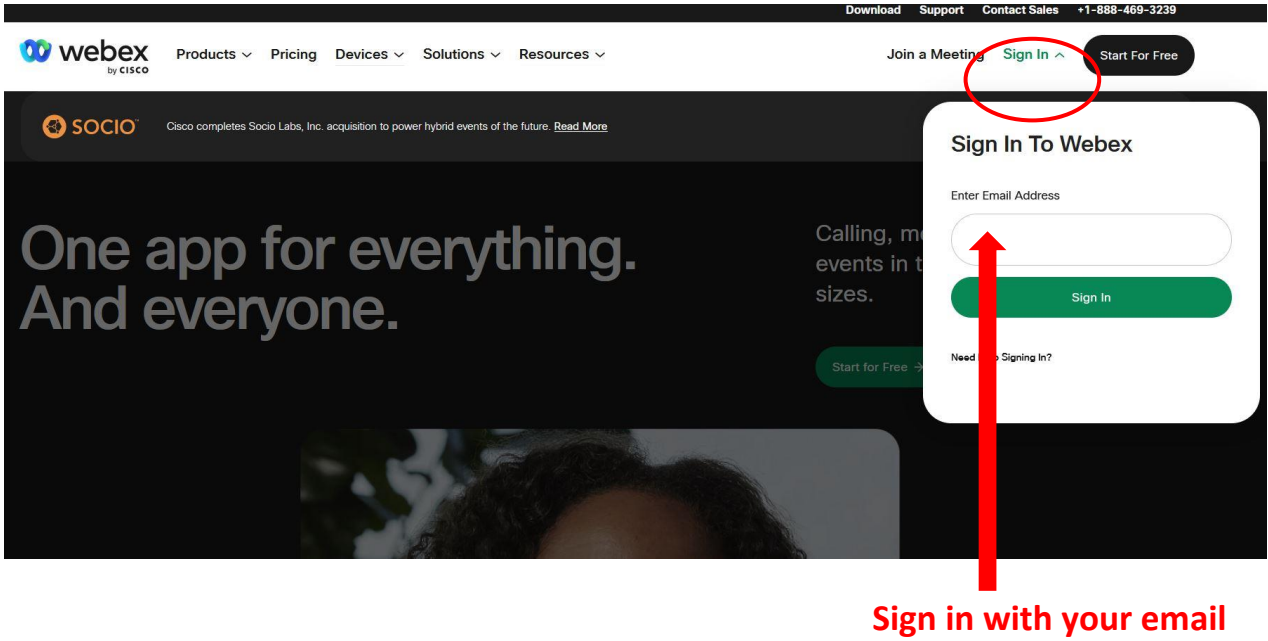 Download Support Contact Sales +1-888-469-3239
webex
by CISCO
Products Pricing Devices Solutions Resources
Join a Meeting Sign In Start For Free
SOCIO
Cisco completes Socio Labs, Inc. acquisition to power hybrid events of the future. Read More
One app for everything.
And everyone.
Calling, m
events in t
sizes.
Start for Free →
Sign In To Webex
Enter Email Address
Sign In
Need Signing In?
Sign in with your email